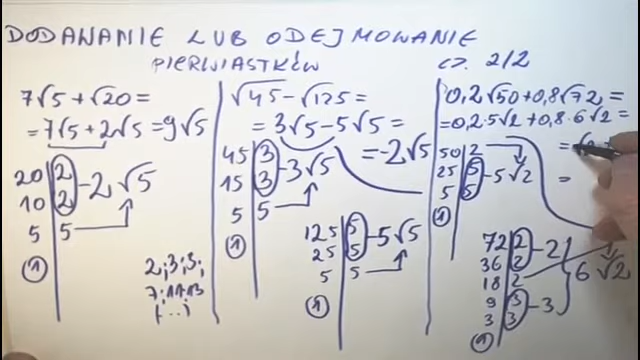 DODAWANIE LUB ODEJMOWANIE
PIERWIASTKÓW cz. 2/2
7√5 + √20 =
= 7√5 + 2√5 = 9√5
20 | 2
10 | 2 - 2√5
5 | 5
1
2; 3; 5;
7; 11; 13
(...)
√45 - √125 =
= 3√5 - 5√5 =
= -2√5
45 | 3
15 | 3 - 3√5
5 | 5
1
125 | 5
25 | 5 - 5√5
5 | 5
1
0,2√50 + 0,8√72 =
= 0,2·5√2 + 0,8·6√2 =
=
=
50 | 2
25 | 5 - 5√2
5 | 5
1
72 | 2
36 | 2 - 2
18 | 2 6√2
9 | 3
3 | 3 - 3
1